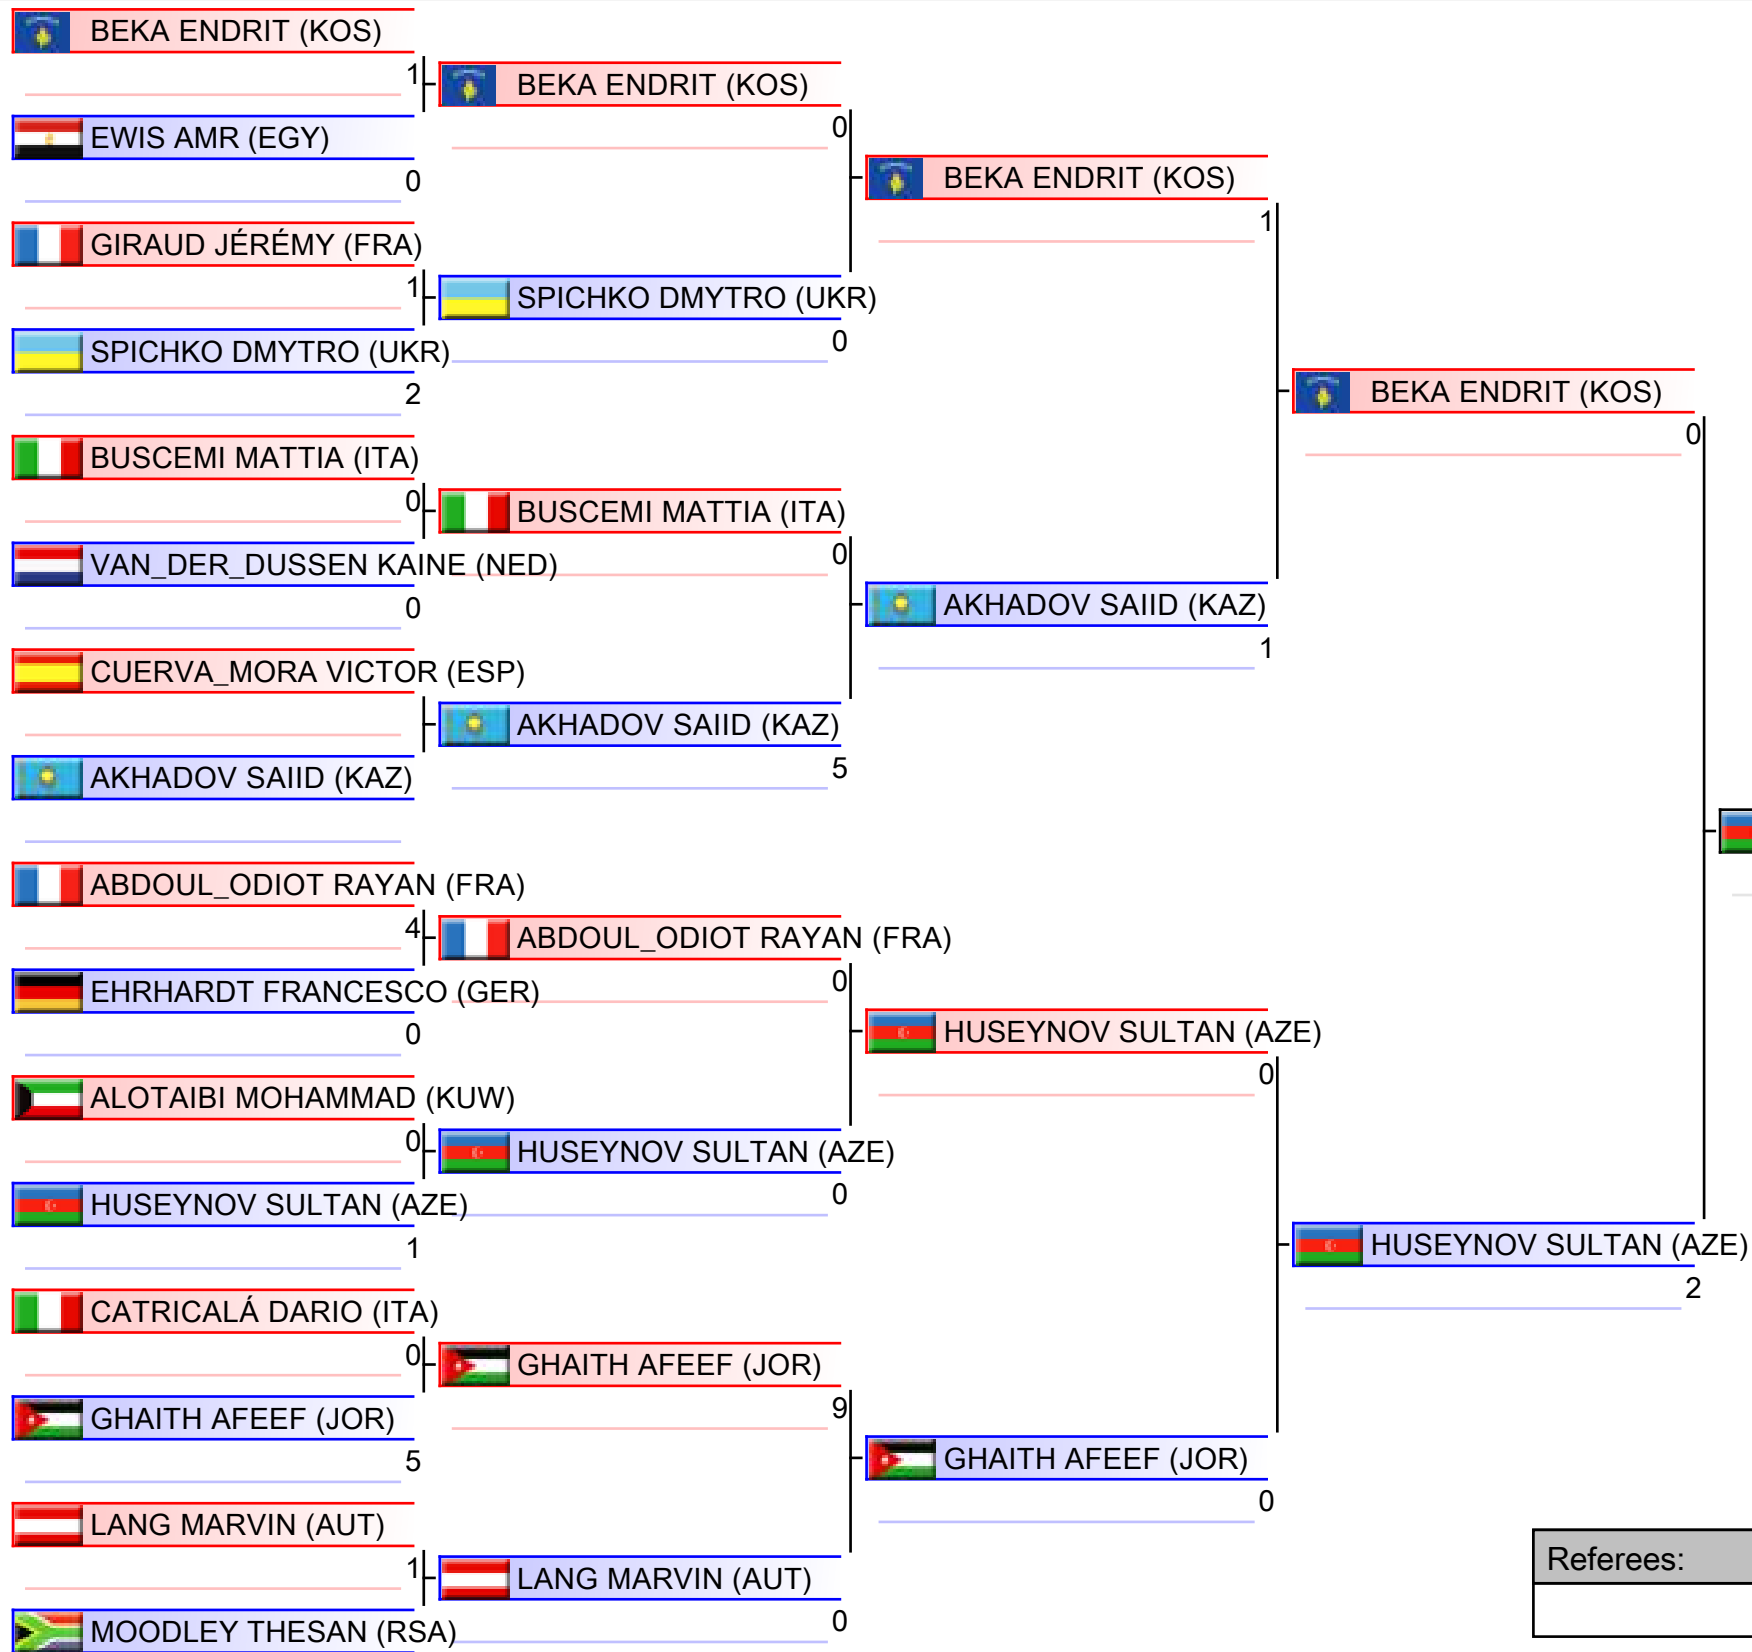 BEKA ENDRIT (KOS)
1
EWIS AMR (EGY)
0
GIRAUD JÉRÉMY (FRA)
1
SPICHKO DMYTRO (UKR)
2
BUSCEMI MATTIA (ITA)
0
VAN_DER_DUSSEN KAINE (NED)
0
CUERVA_MORA VICTOR (ESP)
AKHADOV SAIID (KAZ)
ABDOUL_ODIOT RAYAN (FRA)
4
EHRHARDT FRANCESCO (GER)
0
ALOTAIBI MOHAMMAD (KUW)
0
HUSEYNOV SULTAN (AZE)
1
CATRICALÁ DARIO (ITA)
0
GHAITH AFEEF (JOR)
5
LANG MARVIN (AUT)
1
MOODLEY THESAN (RSA)
BEKA ENDRIT (KOS)
0
SPICHKO DMYTRO (UKR)
0
BUSCEMI MATTIA (ITA)
0
AKHADOV SAIID (KAZ)
5
ABDOUL_ODIOT RAYAN (FRA)
0
HUSEYNOV SULTAN (AZE)
0
GHAITH AFEEF (JOR)
9
LANG MARVIN (AUT)
0
BEKA ENDRIT (KOS)
1
AKHADOV SAIID (KAZ)
1
HUSEYNOV SULTAN (AZE)
0
GHAITH AFEEF (JOR)
0
BEKA ENDRIT (KOS)
0
HUSEYNOV SULTAN (AZE)
2
Referees: